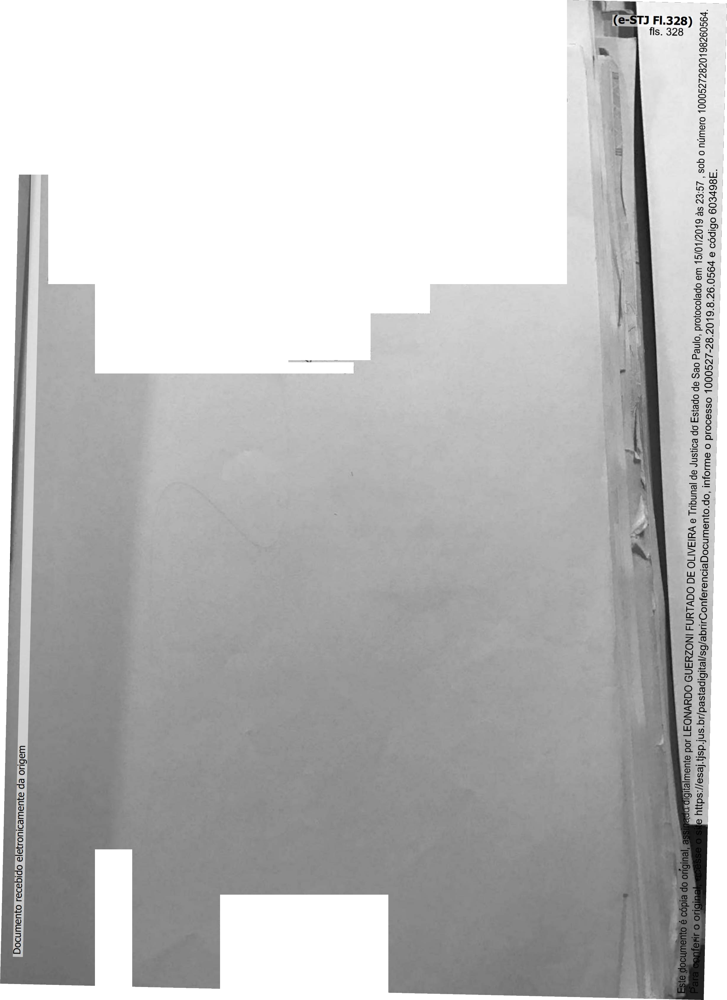 (e-STJ Fl.328)
fls. 328
Este documento é cópia do original, assinado digitalmente por LEONARDO GUERZONI FURTADO DE OLIVEIRA e Tribunal de Justica do Estado de Sao Paulo, protocolado em 15/01/2019 às 23:57 , sob o número 10005272820198260564.
Para conferir o original, acesse o site https://esaj.tjsp.jus.br/pastadigital/sg/abrirConferenciaDocumento.do, informe o processo 1000527-28.2019.8.26.0564 e código 603498E.
Documento recebido eletronicamente da origem